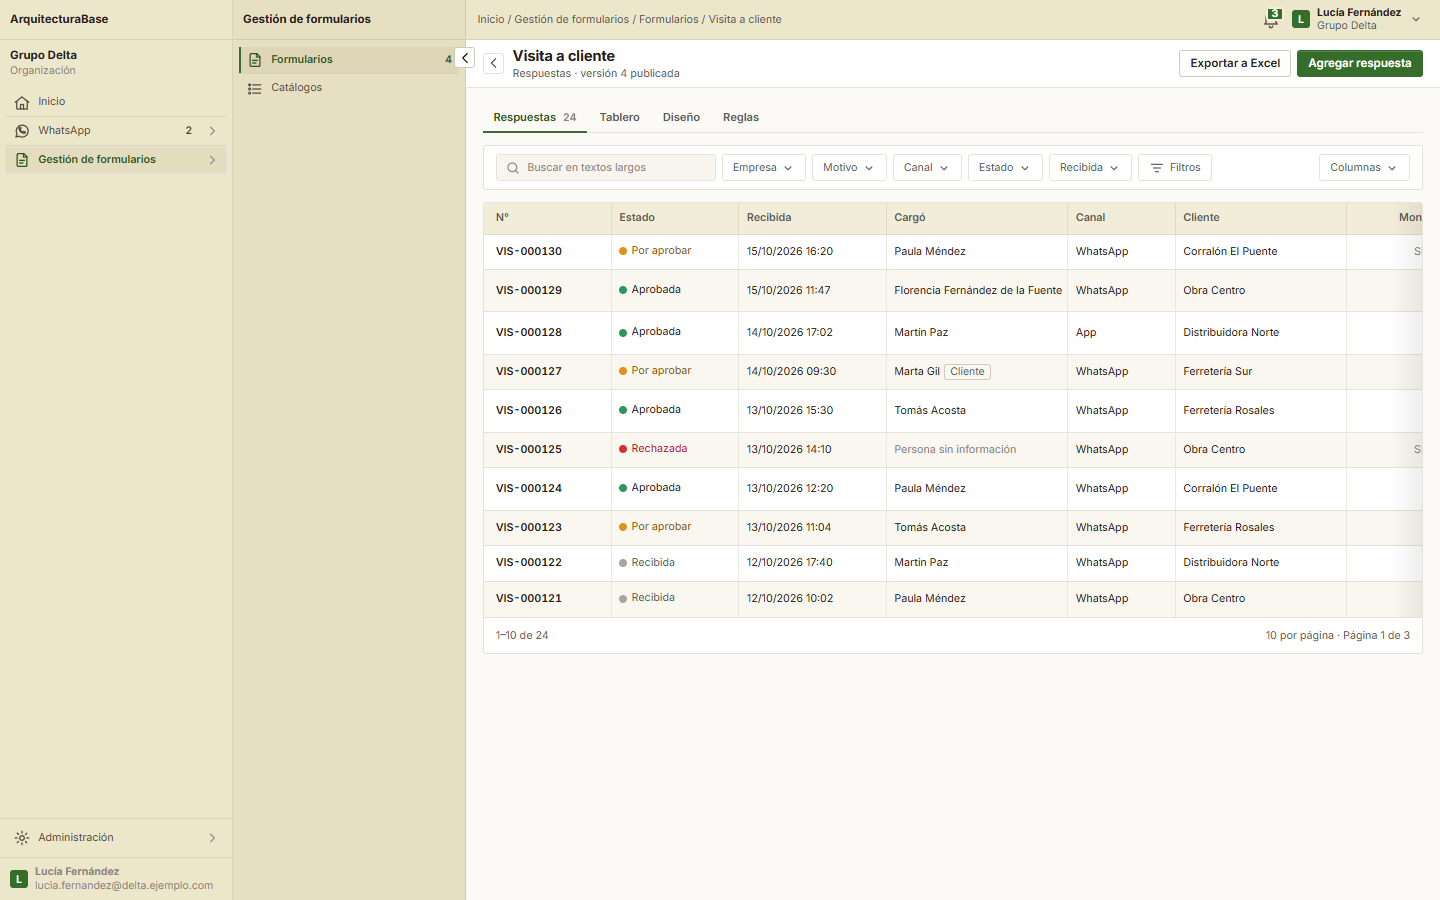 ArquitecturaBase
Grupo Delta
Organización
Inicio
WhatsApp 2
Gestión de formularios
Administración
L Lucía Fernández
lucia.fernandez@delta.ejemplo.com
Gestión de formularios
Formularios 4
Catálogos
Inicio / Gestión de formularios / Formularios / Visita a cliente
3
L Lucía Fernández
Grupo Delta
Visita a cliente
Respuestas · versión 4 publicada
Exportar a Excel
Agregar respuesta
Respuestas 24 Tablero Diseño Reglas
Buscar en textos largos Empresa Motivo Canal Estado Recibida Filtros Columnas
N° Estado Recibida Cargó Canal Cliente Mon
VIS-000130 Por aprobar 15/10/2026 16:20 Paula Méndez WhatsApp Corralón El Puente S
VIS-000129 Aprobada 15/10/2026 11:47 Florencia Fernández de la Fuente WhatsApp Obra Centro
VIS-000128 Aprobada 14/10/2026 17:02 Martín Paz App Distribuidora Norte
VIS-000127 Por aprobar 14/10/2026 09:30 Marta Gil Cliente WhatsApp Ferretería Sur
VIS-000126 Aprobada 13/10/2026 15:30 Tomás Acosta WhatsApp Ferretería Rosales
VIS-000125 Rechazada 13/10/2026 14:10 Persona sin información WhatsApp Obra Centro S
VIS-000124 Aprobada 13/10/2026 12:20 Paula Méndez WhatsApp Corralón El Puente
VIS-000123 Por aprobar 13/10/2026 11:04 Tomás Acosta WhatsApp Ferretería Rosales
VIS-000122 Recibida 12/10/2026 17:40 Martín Paz WhatsApp Distribuidora Norte
VIS-000121 Recibida 12/10/2026 10:02 Paula Méndez WhatsApp Obra Centro
1–10 de 24
10 por página · Página 1 de 3